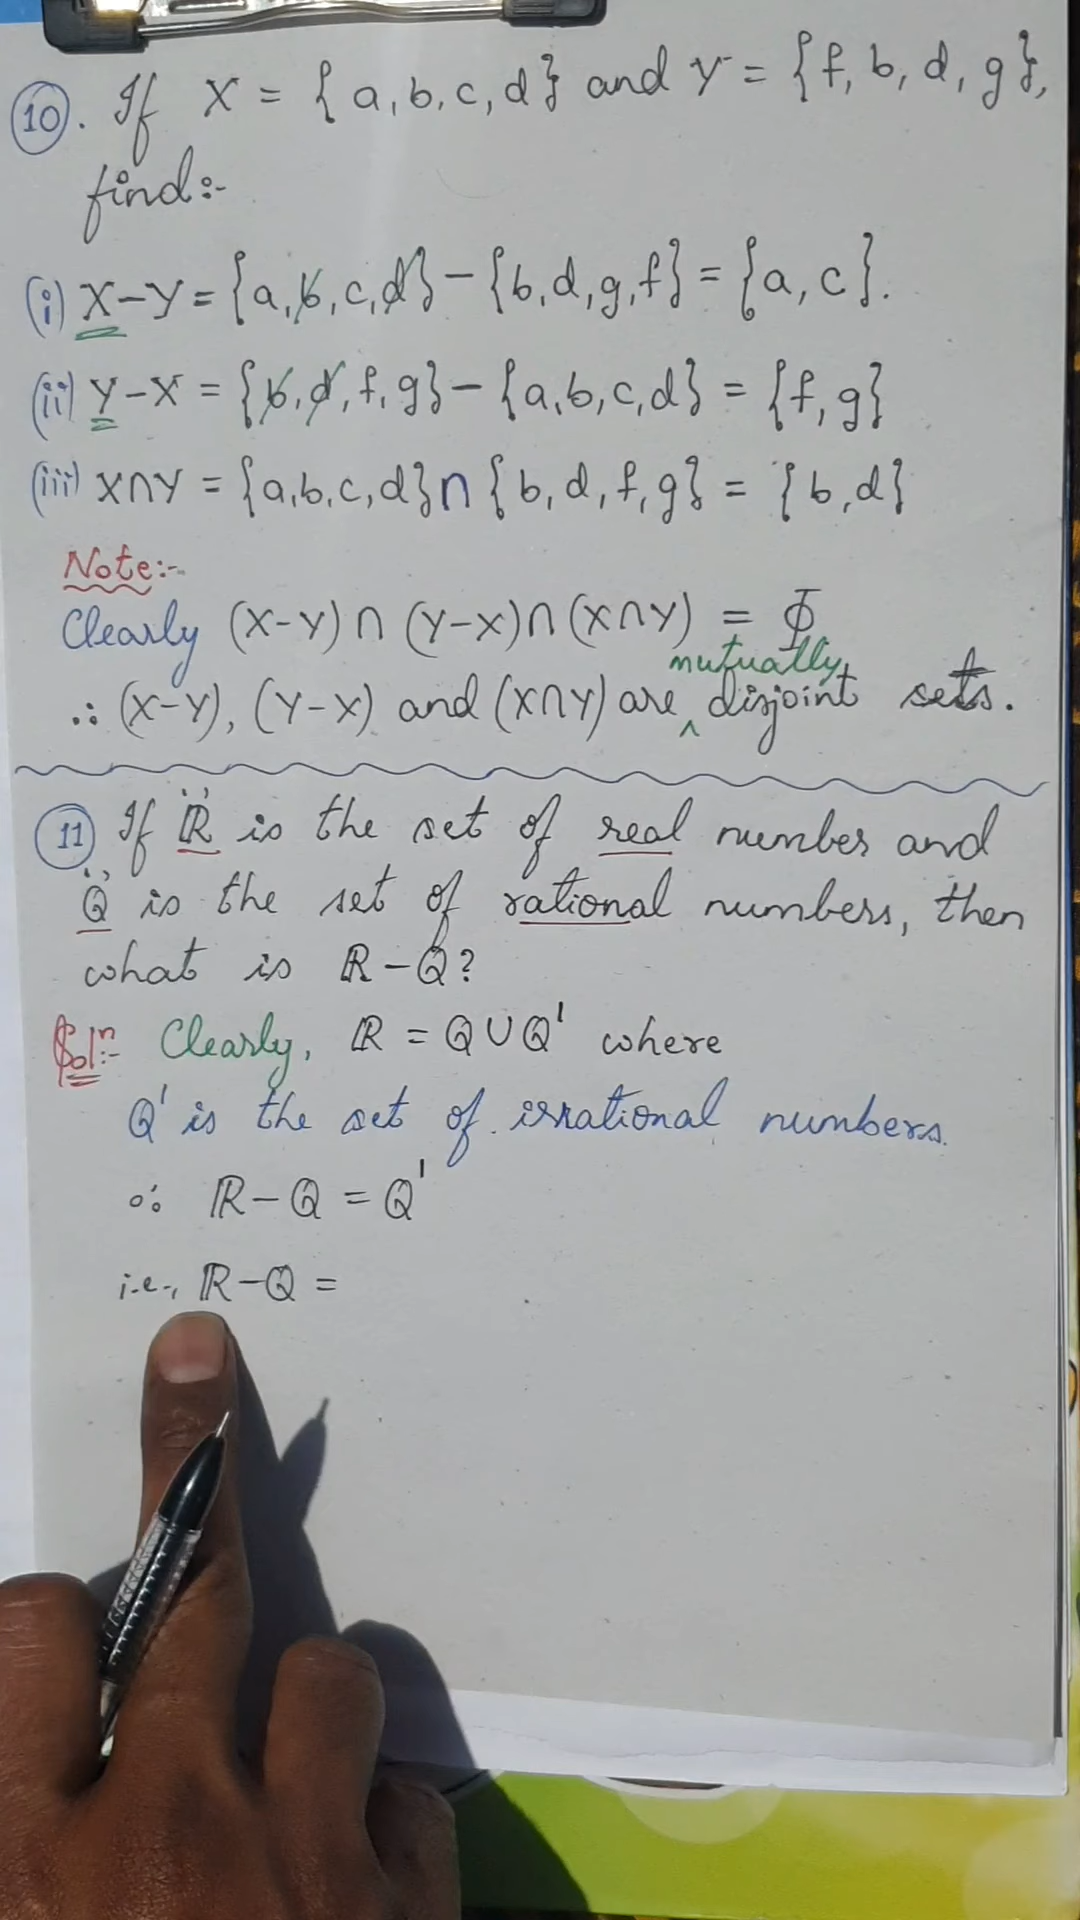 10. If X = {a, b, c, d} and Y = {f, b, d, g},
find:-
(i) X-Y = {a, b, c, d} - {b, d, g, f} = {a, c}.
(ii) Y-X = {b, d, f, g} - {a, b, c, d} = {f, g}
(iii) X∩Y = {a, b, c, d} ∩ {b, d, f, g} = {b, d}
Note:-
Clearly (X-Y) ∩ (Y-X) ∩ (X∩Y) = Φ
∴ (X-Y), (Y-X) and (X∩Y) are mutually disjoint sets.
11. If "ℝ" is the set of real number and
"ℚ" is the set of rational numbers, then
what is ℝ-ℚ?
Solⁿ:- Clearly, ℝ = ℚ∪ℚ' where
ℚ' is the set of irrational numbers.
∴ ℝ-ℚ = ℚ'
i.e., ℝ-ℚ =